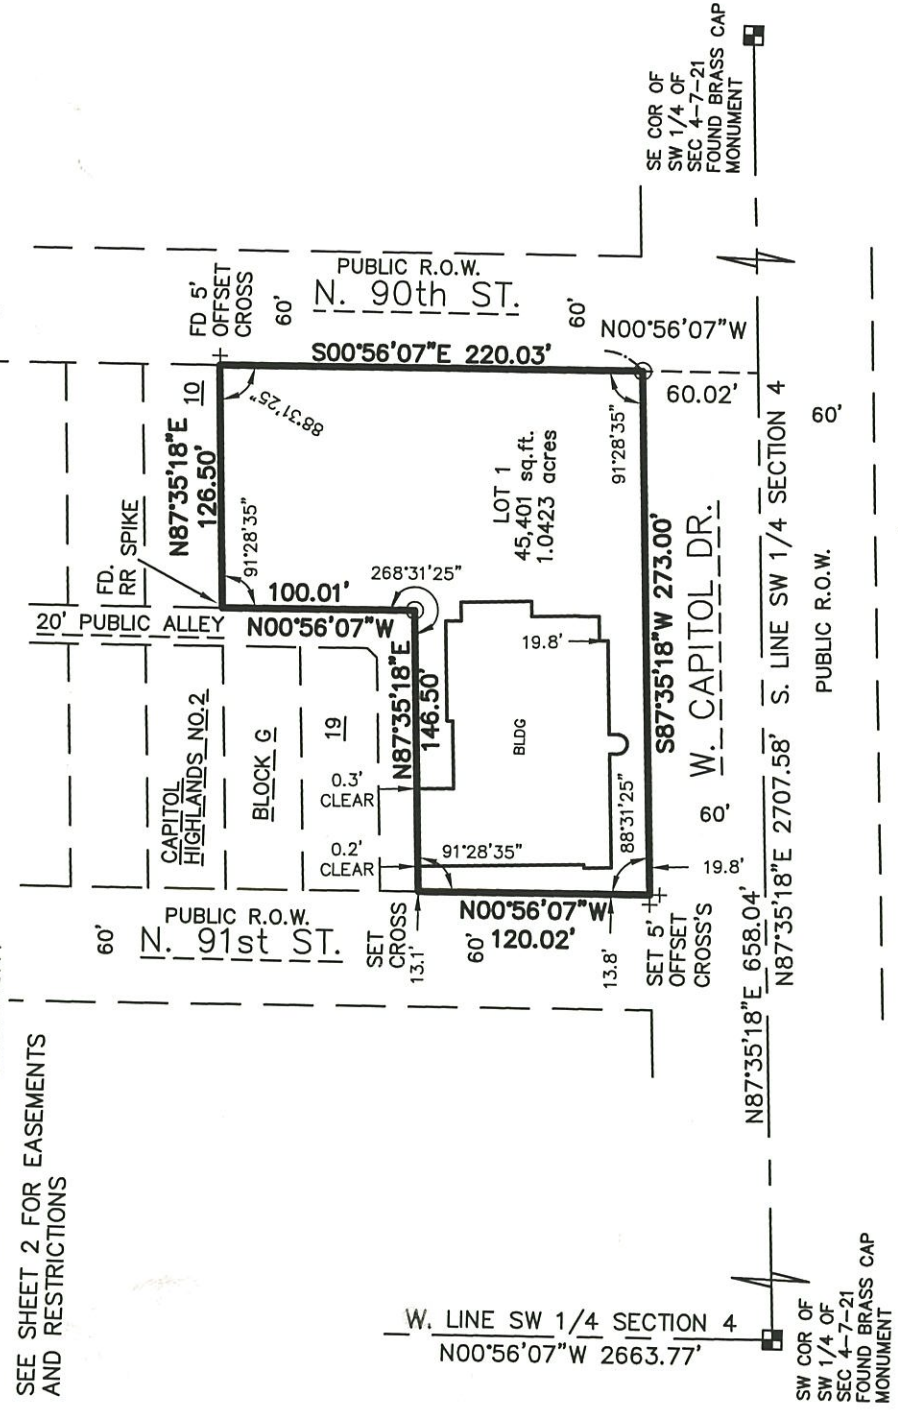 SE COR OF
SW 1/4 OF
SEC 4-7-21
FOUND BRASS CAP
MONUMENT
PUBLIC R.O.W.
N. 90th ST.
60'
60'
FD 5'
OFFSET
CROSS
N00°56'07"W
S00°56'07"E 220.03'
60.02'
10
88°31'25"
91°28'35"
N87°35'18"E
126.50'
LOT 1
45,401 sq.ft.
1.0423 acres
60'
FD.
RR SPIKE
91°28'35"
100.01'
268°31'25"
20' PUBLIC ALLEY
N00°56'07"W
19.8'
S87°35'18"W 273.00'
W. CAPITOL DR.
N87°35'18"E 2707.58' S. LINE SW 1/4 SECTION 4
PUBLIC R.O.W.
N87°35'18"E
146.50'
BLDG
CAPITOL
HIGHLANDS NO.2
BLOCK G
19
0.3'
CLEAR
0.2'
CLEAR
91°28'35"
88°31'25"
60'
19.8'
PUBLIC R.O.W.
N. 91st ST.
60'
SET
CROSS
13.1'
N00°56'07"W
120.02'
60'
13.8'
SET 5'
OFFSET
CROSS'S
N87°35'18"E 658.04'
SEE SHEET 2 FOR EASEMENTS
AND RESTRICTIONS
W. LINE SW 1/4 SECTION 4
N00°56'07"W 2663.77'
SW COR OF
SW 1/4 OF
SEC 4-7-21
FOUND BRASS CAP
MONUMENT